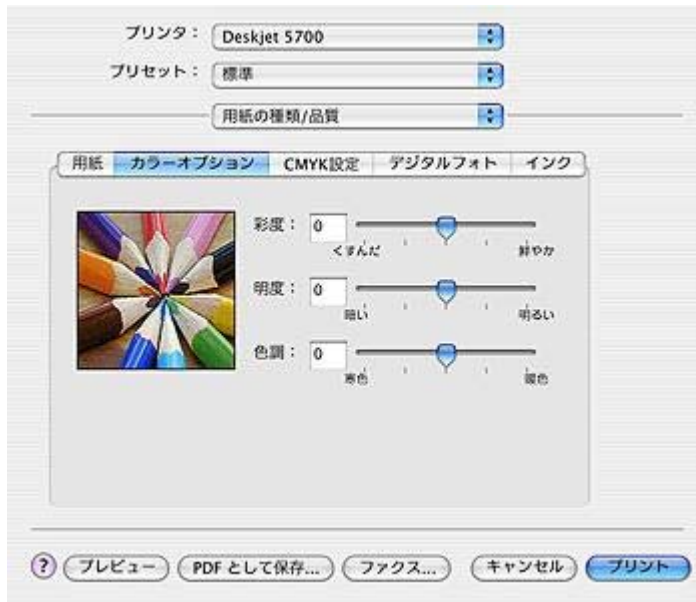 プリンタ： Deskjet 5700
プリセット： 標準
用紙の種類/品質
用紙 カラーオプション CMYK設定 デジタルフォト インク
彩度： 0
くすんだ 鮮やか
明度： 0
暗い 明るい
色調： 0
寒色 暖色
? プレビュー PDF として保存... ファクス... キャンセル プリント